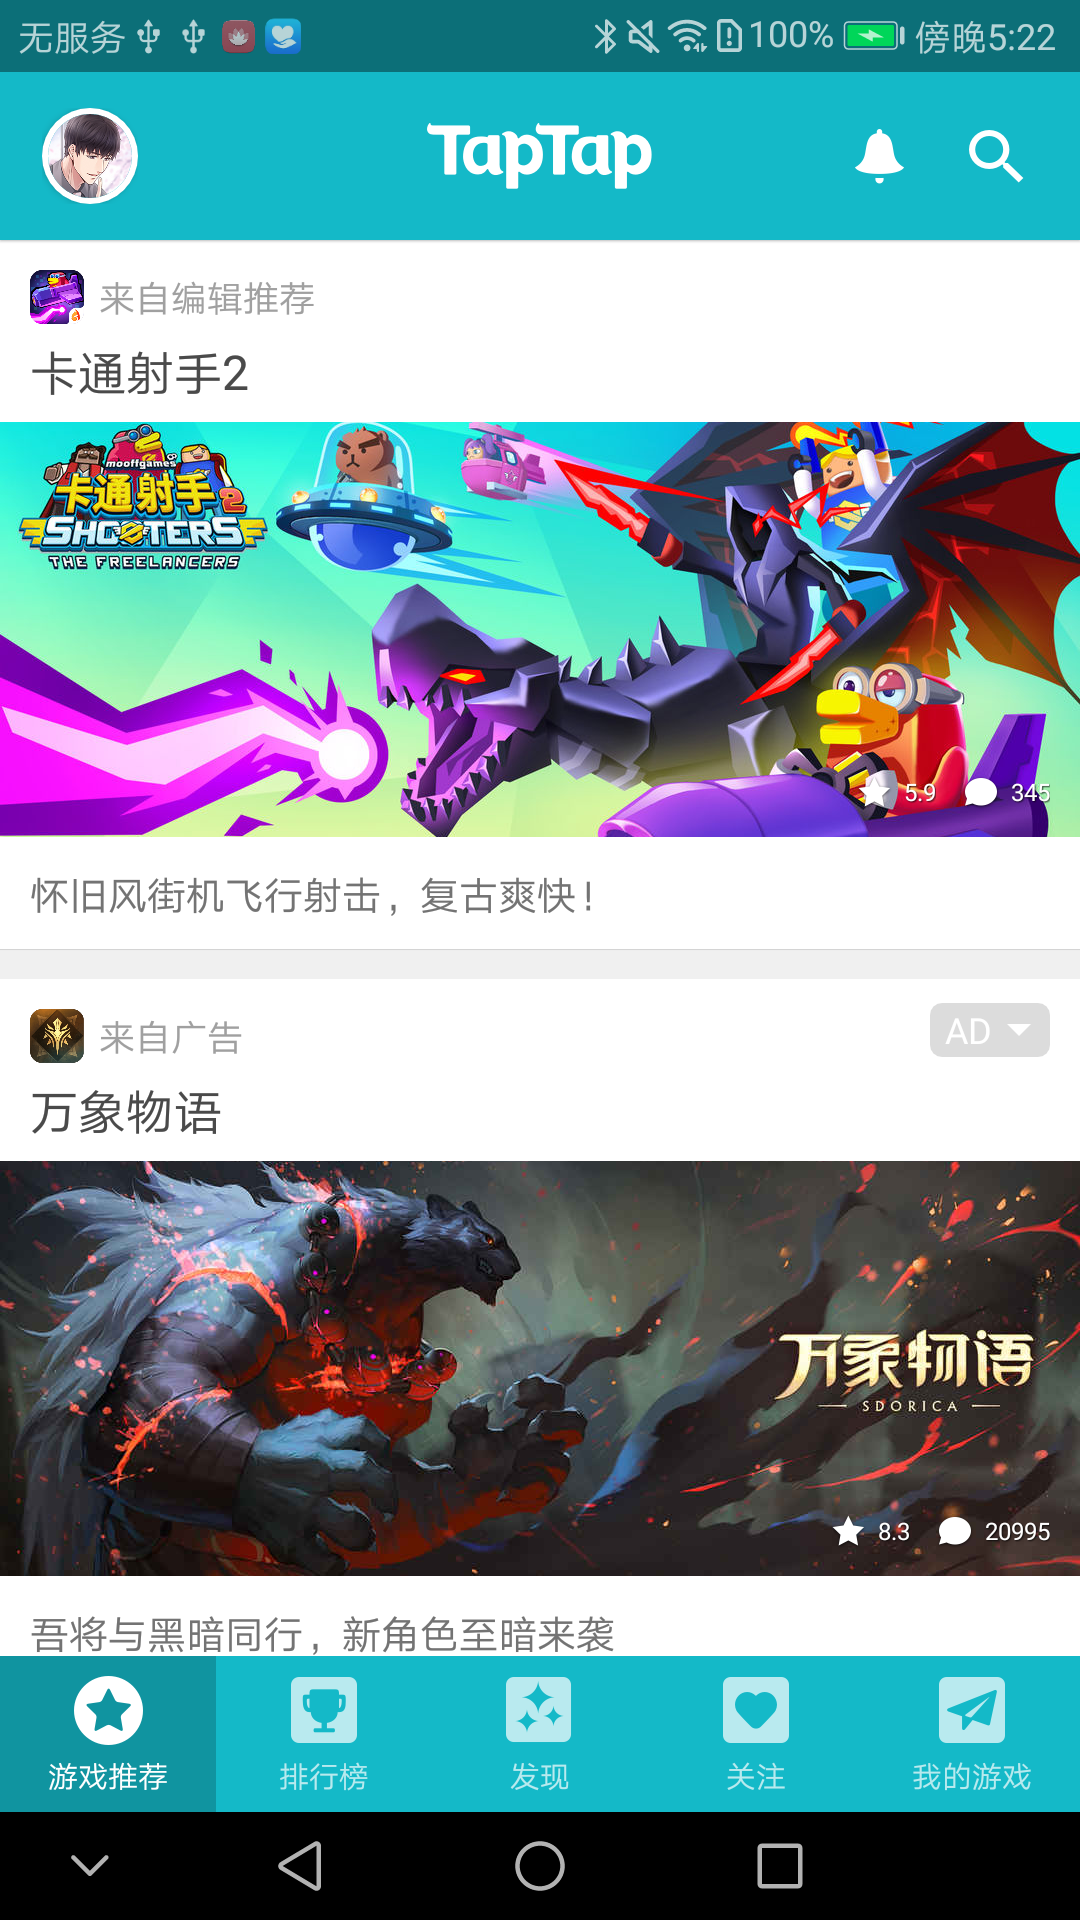 无服务 100% 傍晚5:22
TapTap
来自编辑推荐
卡通射手2
mooffgames
卡通射手2
SHOOTERS
THE FREELANCERS
5.9 345
怀旧风街机飞行射击，复古爽快！
来自广告 AD
万象物语
万象物语
SDORICA
8.3 20995
吾将与黑暗同行，新角色至暗来袭
游戏推荐 排行榜 发现 关注 我的游戏